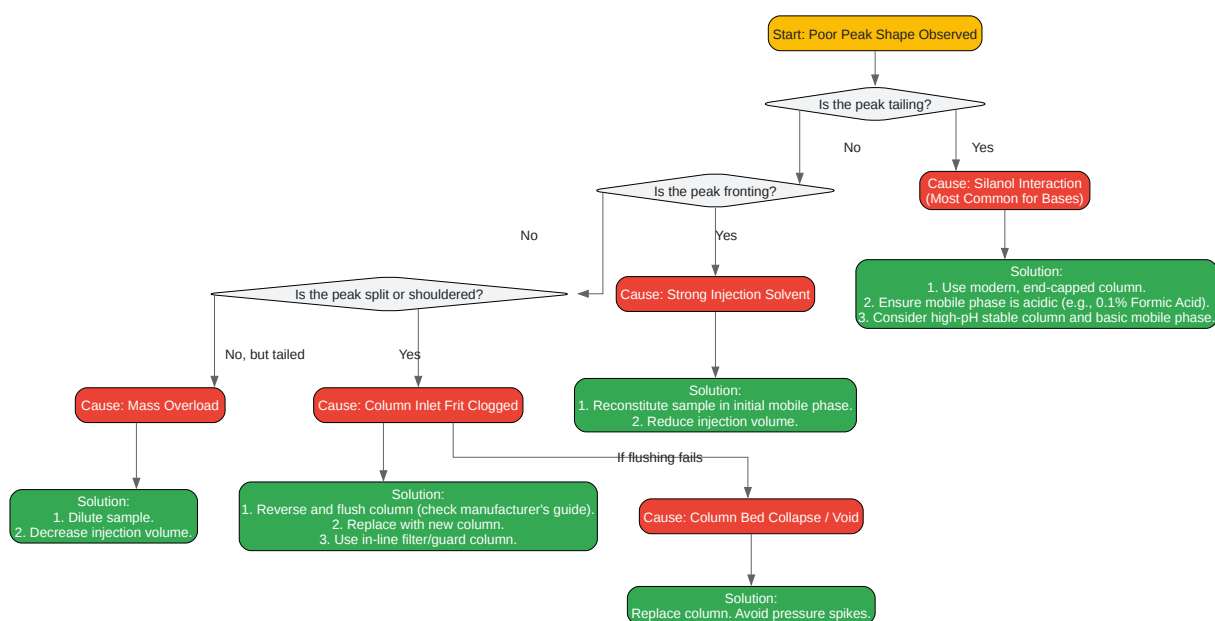 Start: Poor Peak Shape Observed
Is the peak tailing?
No
Yes
Is the peak fronting?
Cause: Silanol Interaction
(Most Common for Bases)
No
Yes
Solution:
1. Use modern, end-capped column.
2. Ensure mobile phase is acidic (e.g., 0.1% Formic Acid).
3. Consider high-pH stable column and basic mobile phase.
Is the peak split or shouldered?
Cause: Strong Injection Solvent
No, but tailed
Yes
Cause: Mass Overload
Cause: Column Inlet Frit Clogged
Solution:
1. Reconstitute sample in initial mobile phase.
2. Reduce injection volume.
If flushing fails
Solution:
1. Dilute sample.
2. Decrease injection volume.
Solution:
1. Reverse and flush column (check manufacturer's guide).
2. Replace with new column.
3. Use in-line filter/guard column.
Cause: Column Bed Collapse / Void
Solution:
Replace column. Avoid pressure spikes.